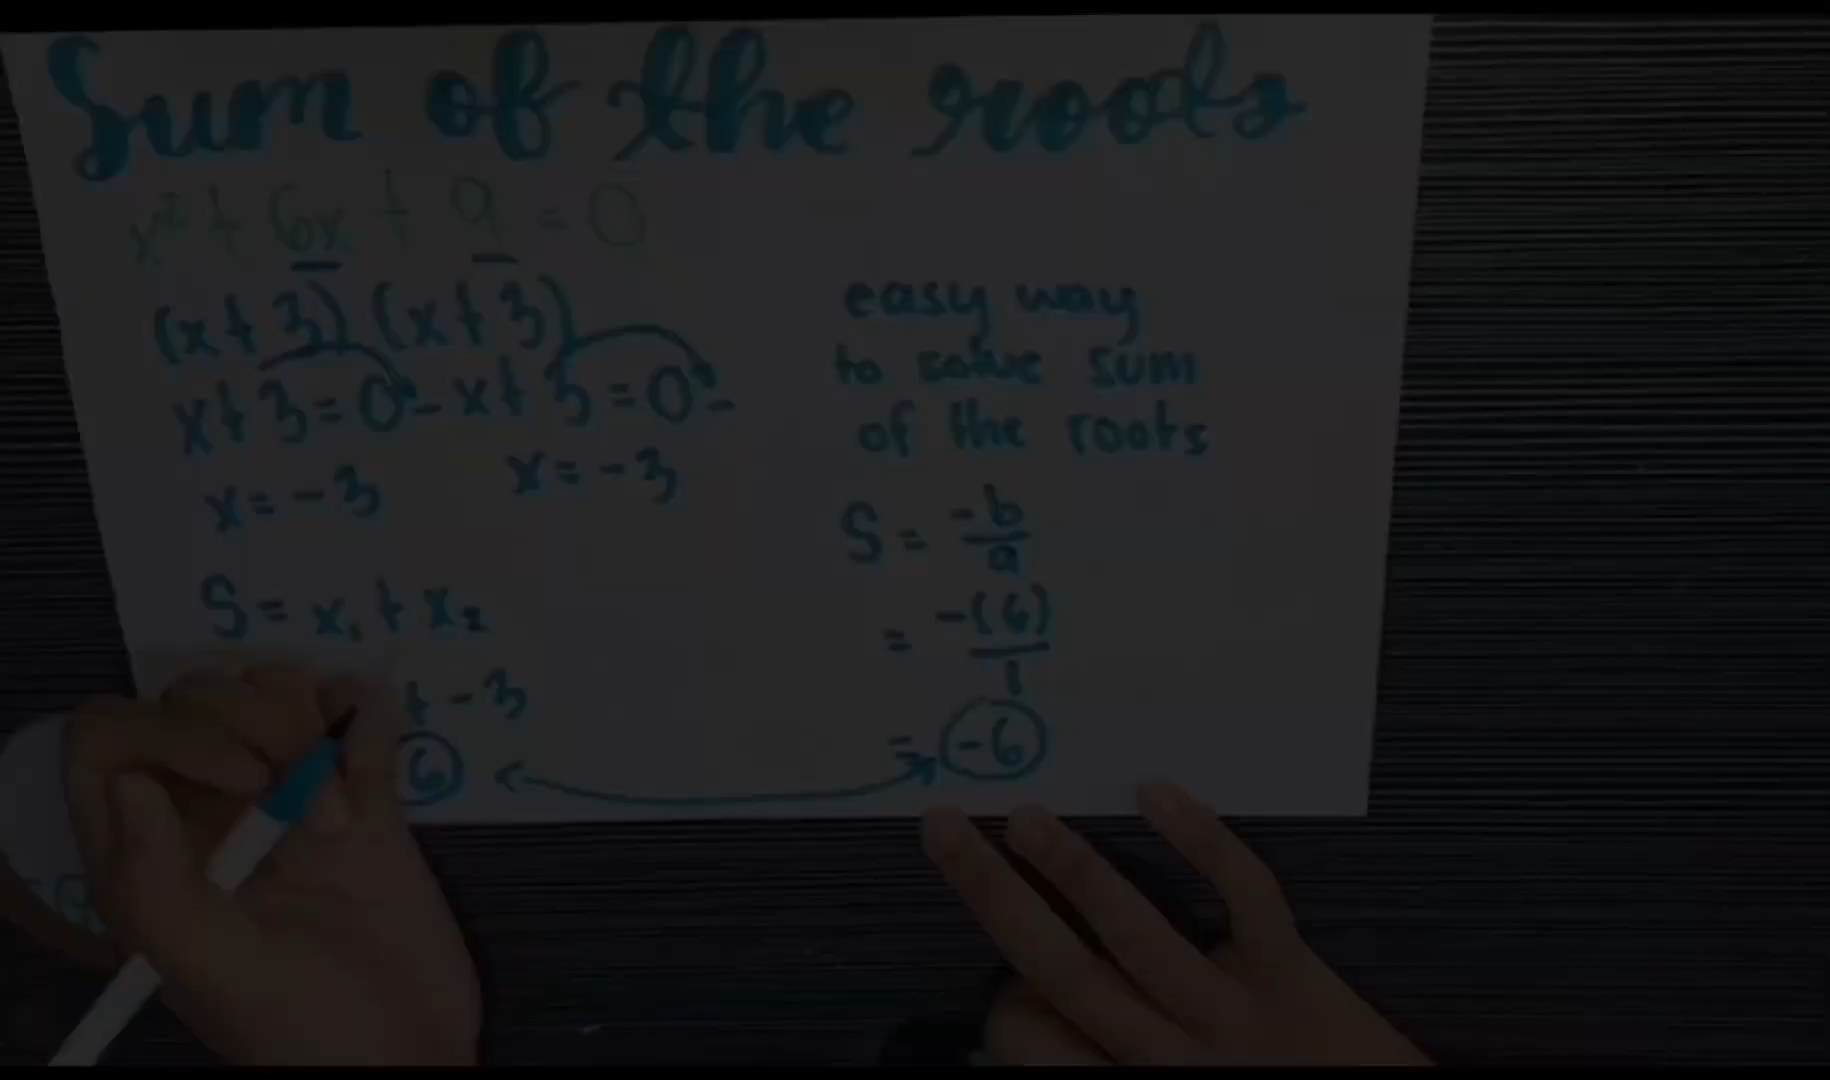 Sum of the roots
x² + 6x + 9 = 0
(x + 3) (x + 3)
x + 3 = 0 - x + 3 = 0 -
x = - 3 x = - 3
S = x₁ + x₂
+ - 3
6
easy way
to solve sum
of the roots
S = -b/a
= -(6)/1
= -6